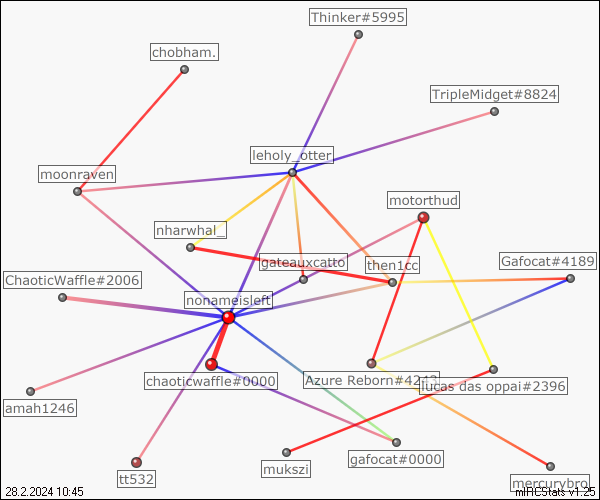 Thinker#5995
chobham.
TripleMidget#8824
leholy_otter
moonraven
motorthud
nharwhal_
gateauxcatto
then1cc
Gafocat#4189
ChaoticWaffle#2006
nonameisleft
chaoticwaffle#0000
Azure Reborn#4242
lucas das oppai#2396
amah1246
gafocat#0000
mukszi
tt532
mercurybro
28.2.2024 10:45
mIRCStats v1.25